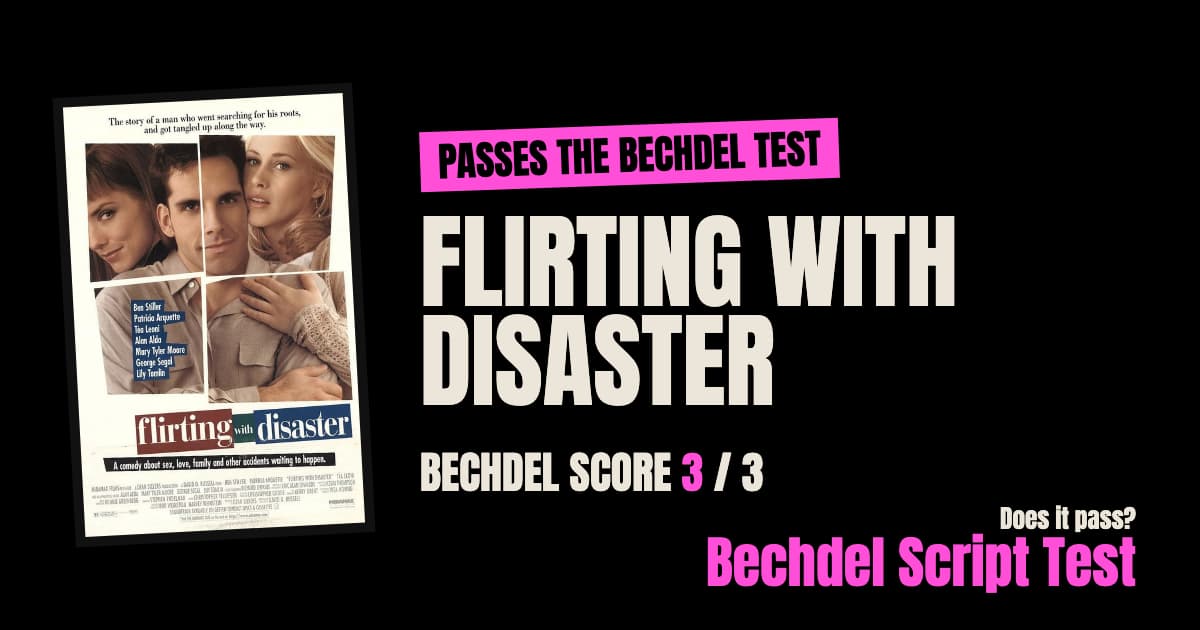 The story of a man who went searching for his roots,
and got tangled up along the way.
Ben Stiller
Patricia Arquette
Téa Leoni
Alan Alda
Mary Tyler Moore
George Segal
Lily Tomlin
flirting with disaster
A comedy about sex, love, family and other accidents waiting to happen.
PASSES THE BECHDEL TEST
FLIRTING WITH
DISASTER
BECHDEL SCORE 3 / 3
Does it pass?
Bechdel Script Test